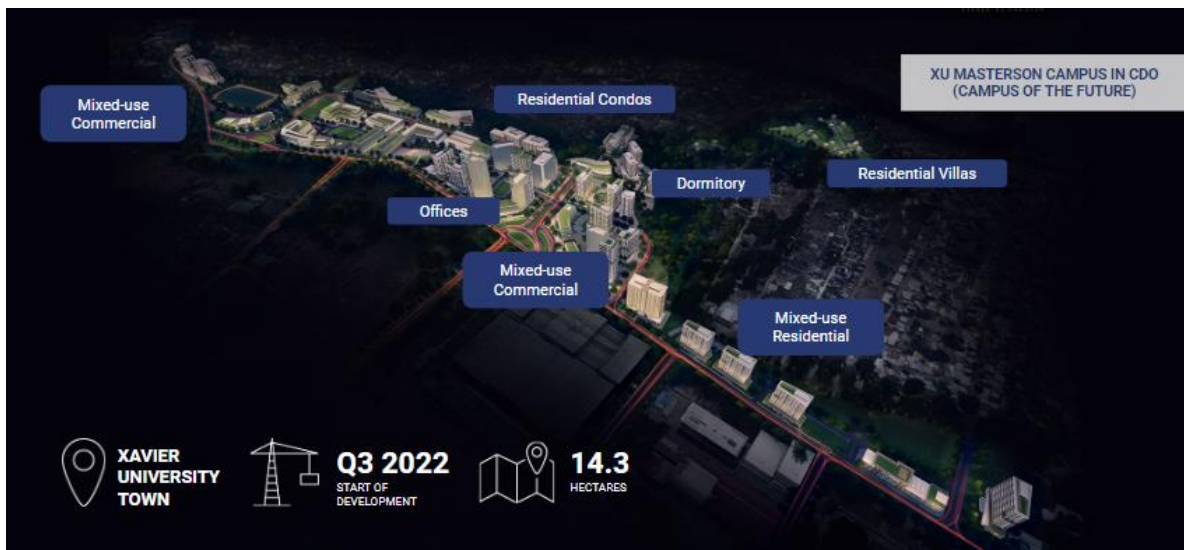 XU MASTERSON CAMPUS IN CDO
(CAMPUS OF THE FUTURE)
Mixed-use
Commercial
Residential Condos
Residential Villas
Dormitory
Offices
Mixed-use
Commercial
Mixed-use
Residential
XAVIER
UNIVERSITY
TOWN
Q3 2022
START OF
DEVELOPMENT
14.3
HECTARES